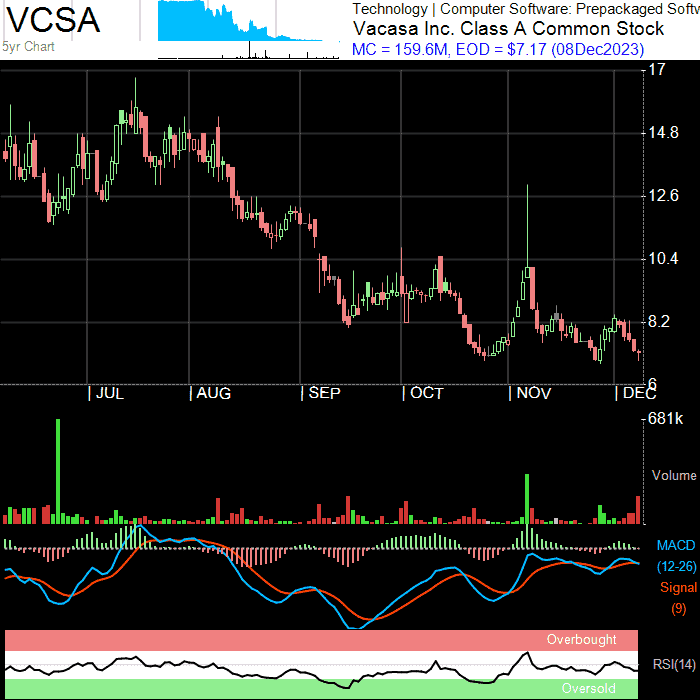 VCSA
5yr Chart
Technology | Computer Software: Prepackaged Softw
Vacasa Inc. Class A Common Stock
MC = 159.6M, EOD = $7.17 (08Dec2023)
17
14.8
12.6
10.4
8.2
6
| JUL | AUG | SEP | OCT | NOV | DEC
681k
Volume
MACD
(12-26)
Signal
(9)
Overbought
RSI(14)
Oversold